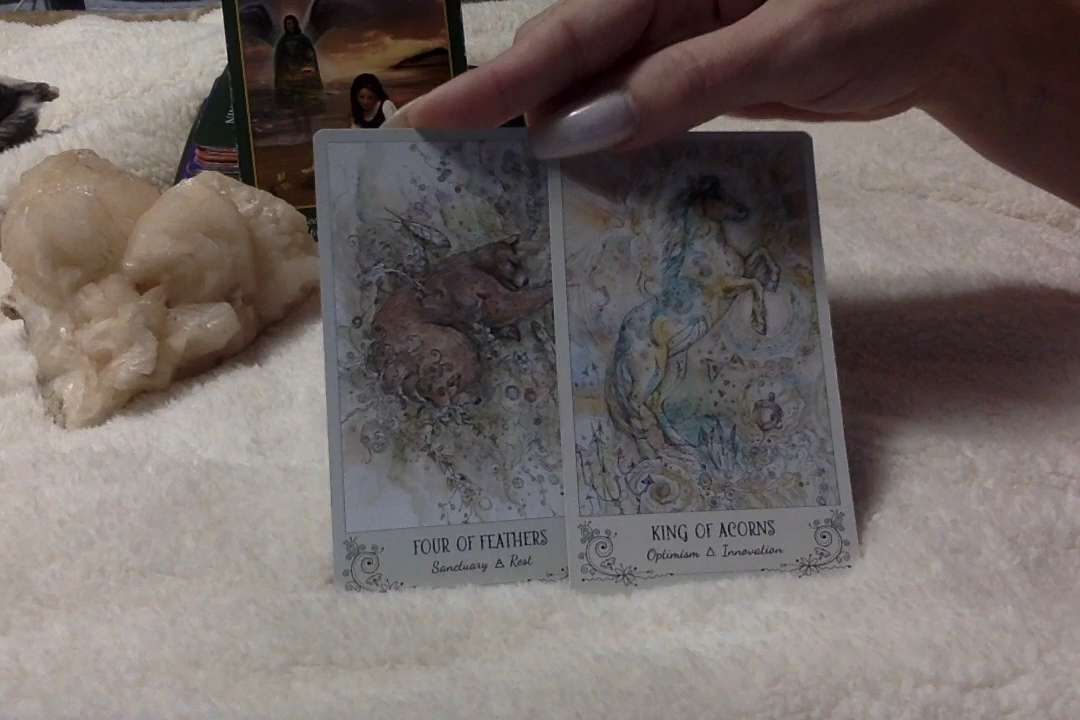 FOUR OF FEATHERS
Sanctuary △ Rest
KING OF ACORNS
Optimism △ Innovation